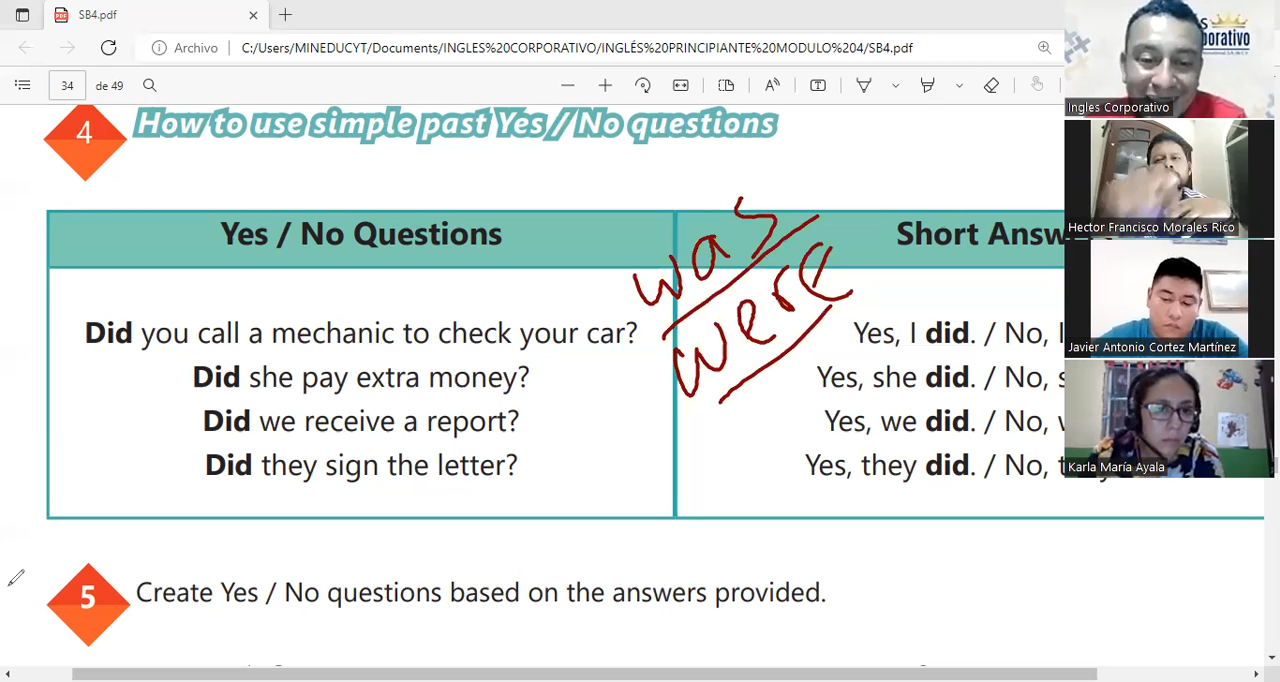 SB4.pdf
Archivo
C:/Users/MINEDUCYT/Documents/INGLES%20CORPORATIVO/INGLÉS%20PRINCIPIANTE%20MODULO%204/SB4.pdf
34 de 49
4 How to use simple past Yes / No questions
Yes / No Questions
Short Answ
was
were
Did you call a mechanic to check your car?
Yes, I did. / No, I
Did she pay extra money?
Yes, she did. / No, s
Did we receive a report?
Yes, we did. / No,
Did they sign the letter?
Yes, they did. / No, t
5 Create Yes / No questions based on the answers provided.
Ingles Corporativo
Hector Francisco Morales Rico
Javier Antonio Cortez Martínez
Karla María Ayala